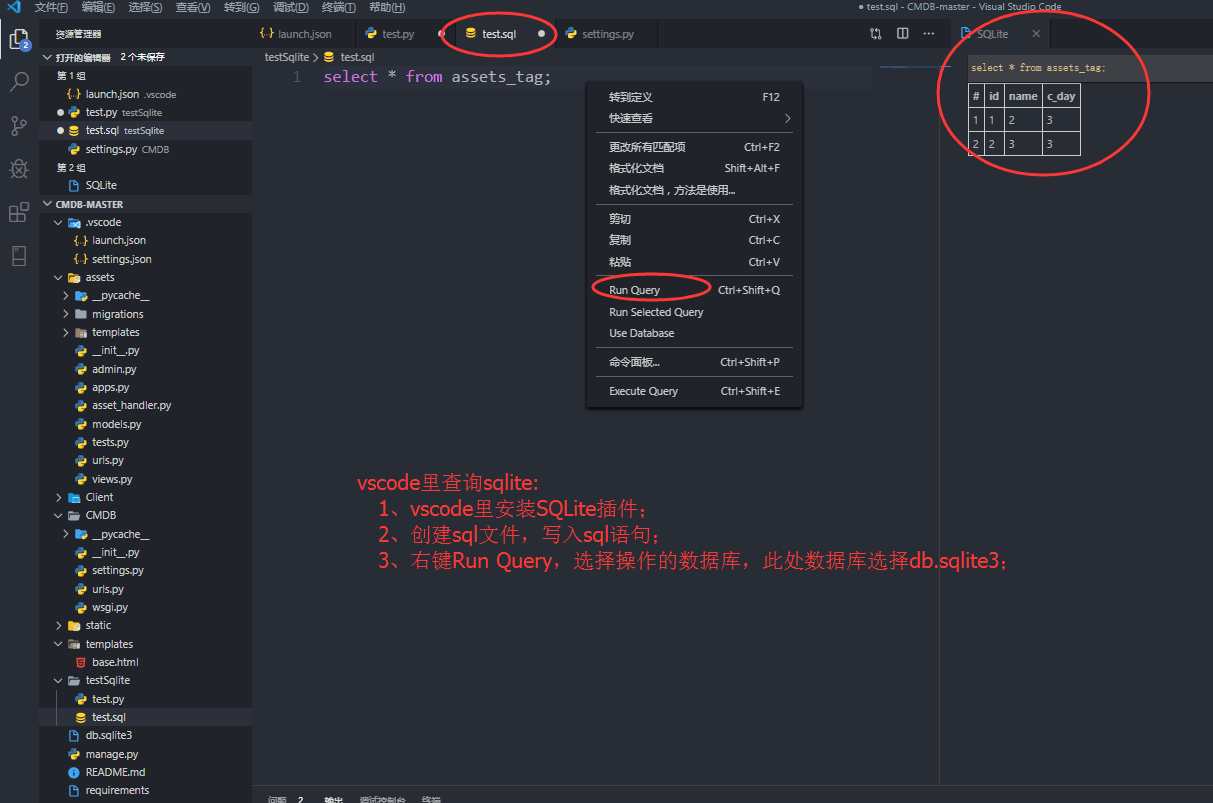 文件(F) 编辑(E) 选择(S) 查看(V) 转到(G) 调试(D) 终端(T) 帮助(H)
● test.sql - CMDB-master - Visual Studio Code
资源管理器
打开的编辑器 2 个未保存
第 1 组
launch.json .vscode
test.py testSqlite
test.sql testSqlite
settings.py CMDB
第 2 组
SQLite
CMDB-MASTER
.vscode
launch.json
settings.json
assets
__pycache__
migrations
templates
__init__.py
admin.py
apps.py
asset_handler.py
models.py
tests.py
urls.py
views.py
Client
CMDB
__pycache__
__init__.py
settings.py
urls.py
wsgi.py
static
templates
base.html
testSqlite
test.py
test.sql
db.sqlite3
manage.py
README.md
requirements
2
launch.json
test.py
test.sql
settings.py
testSqlite > test.sql
1 select * from assets_tag;
转到定义 F12
快速查看
更改所有匹配项 Ctrl+F2
格式化文档 Shift+Alt+F
格式化文档，方法是使用...
剪切 Ctrl+X
复制 Ctrl+C
粘贴 Ctrl+V
Run Query Ctrl+Shift+Q
Run Selected Query
Use Database
命令面板... Ctrl+Shift+P
Execute Query Ctrl+Shift+E
SQLite
select * from assets_tag;
# id name c_day
1 1 2 3
2 2 3 3
vscode里查询sqlite:
1、vscode里安装SQLite插件；
2、创建sql文件，写入sql语句；
3、右键Run Query，选择操作的数据库，此处数据库选择db.sqlite3；
问题 2 输出 调试控制台 终端